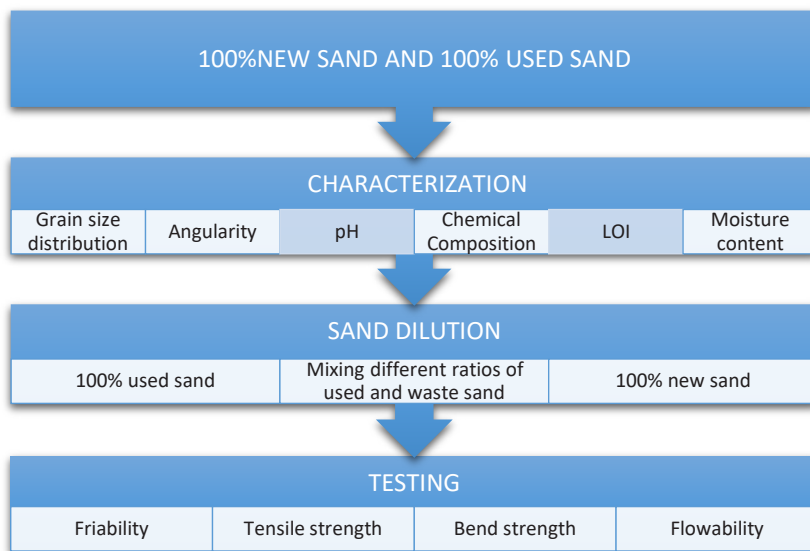 100%NEW SAND AND 100% USED SAND
CHARACTERIZATION
Grain size
distribution
Angularity
pH
Chemical
Composition
LOI
Moisture
content
SAND DILUTION
100% used sand
Mixing different ratios of
used and waste sand
100% new sand
TESTING
Friability
Tensile strength
Bend strength
Flowability